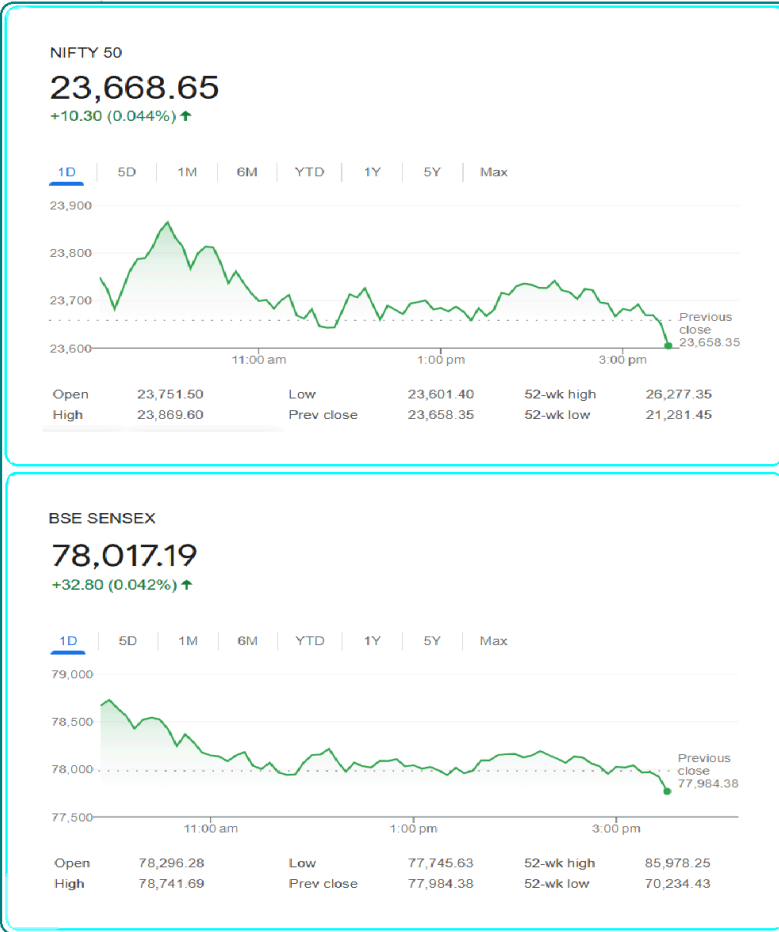 NIFTY 50
23,668.65
+10.30 (0.044%) ↑
1D 5D 1M 6M YTD 1Y 5Y Max
23,900
23,800
23,700
23,600
Previous
close
23,658.35
11:00 am 1:00 pm 3:00 pm
Open 23,751.50 Low 23,601.40 52-wk high 26,277.35
High 23,869.60 Prev close 23,658.35 52-wk low 21,281.45
BSE SENSEX
78,017.19
+32.80 (0.042%) ↑
1D 5D 1M 6M YTD 1Y 5Y Max
79,000
78,500
78,000
77,500
Previous
close
77,984.38
11:00 am 1:00 pm 3:00 pm
Open 78,296.28 Low 77,745.63 52-wk high 85,978.25
High 78,741.69 Prev close 77,984.38 52-wk low 70,234.43